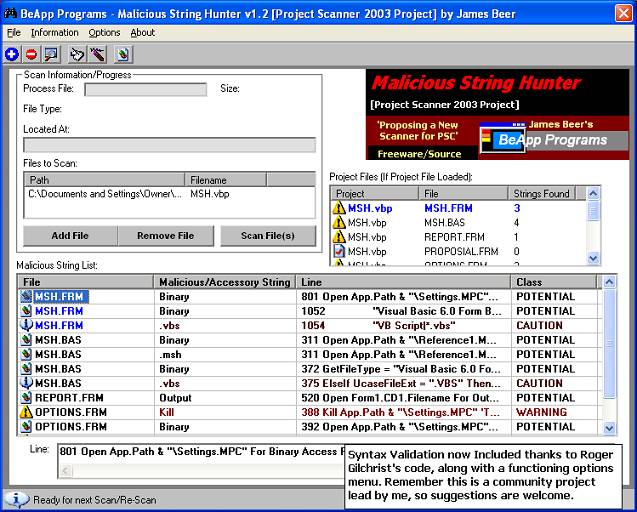 BeApp Programs - Malicious String Hunter v1.2 [Project Scanner 2003 Project] by James Beer
File Information Options About
Scan Information/Progress
Process File: Size:
File Type:
Located At:
Files to Scan:
Path Filename
C:\Documents and Settings\Owner\... MSH.vbp
Add File Remove File Scan File(s)
Malicious String Hunter
[Project Scanner 2003 Project]
'Proposing a New
Scanner for PSC'
James Beer's
BeApp Programs
Freeware/Source
Project Files (If Project File Loaded):
Project File Strings Found
MSH.vbp MSH.FRM 3
MSH.vbp MSH.BAS 4
MSH.vbp REPORT.FRM 1
MSH.vbp PROPOSAL.FRM 0
MSH.vbp OPTIONS.FRM 2
Malicious String List:
File Malicious/Accessory String Line Class
MSH.FRM Binary 801 Open App.Path & "\Settings.MPC"... POTENTIAL
MSH.FRM Binary 1052 "Visual Basic 6.0 Form B... POTENTIAL
MSH.FRM .vbs 1054 "VB Script|*.vbs" CAUTION
MSH.BAS Binary 311 Open App.Path & "\Reference1.M... POTENTIAL
MSH.BAS .msh 311 Open App.Path & "\Reference1.M... POTENTIAL
MSH.BAS Binary 372 GetFileType = "Visual Basic 6.0 Fo... POTENTIAL
MSH.BAS .vbs 375 ElseIf UcaseFileExt = ".VBS" Then... CAUTION
REPORT.FRM Output 520 Open Form1.CD1.Filename For Out... POTENTIAL
OPTIONS.FRM Kill 388 Kill App.Path & "\Settings.MPC" 'T... WARNING
OPTIONS.FRM Binary 392 Open App.Path & "\Settings.MPC"... POTENTIAL
Line: 801 Open App.Path & "\Settings.MPC" For Binary Access
Syntax Validation now Included thanks to Roger
Gilchrist's code, along with a functioning options
menu. Remember this is a community project
lead by me, so suggestions are welcome.
Ready for next Scan/Re-Scan